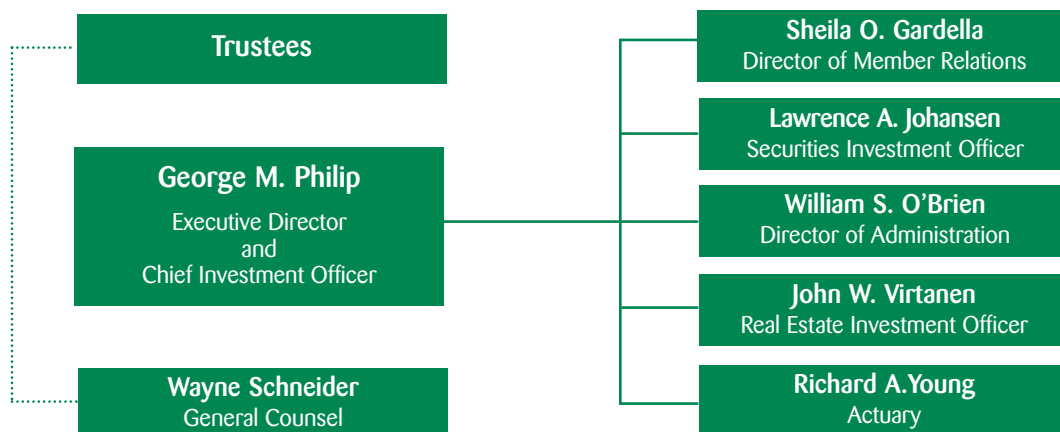 Trustees
George M. Philip
Executive Director
and
Chief Investment Officer
Wayne Schneider
General Counsel
Sheila O. Gardella
Director of Member Relations
Lawrence A. Johansen
Securities Investment Officer
William S. O’Brien
Director of Administration
John W. Virtanen
Real Estate Investment Officer
Richard A.Young
Actuary